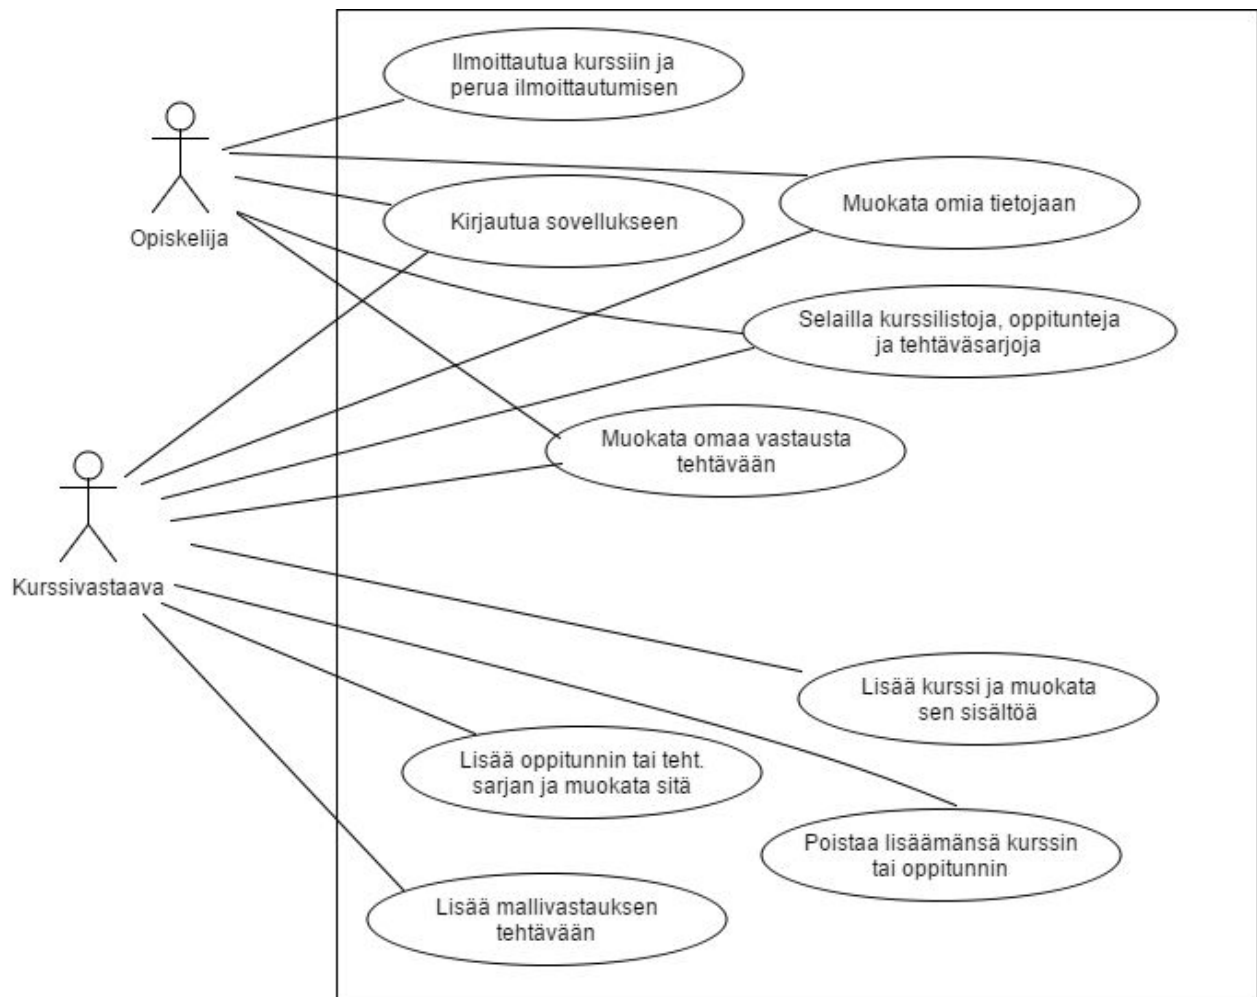 Ilmoittautua kurssiin ja
perua ilmoittautumisen
Opiskelija
Kirjautua sovellukseen
Muokata omia tietojaan
Selailla kurssilistoja, oppitunteja
ja tehtäväsarjoja
Muokata omaa vastausta
tehtävään
Kurssivastaava
Lisää kurssi ja muokata
sen sisältöä
Lisää oppitunnin tai teht.
sarjan ja muokata sitä
Poistaa lisäämänsä kurssin
tai oppitunnin
Lisää mallivastauksen
tehtävään